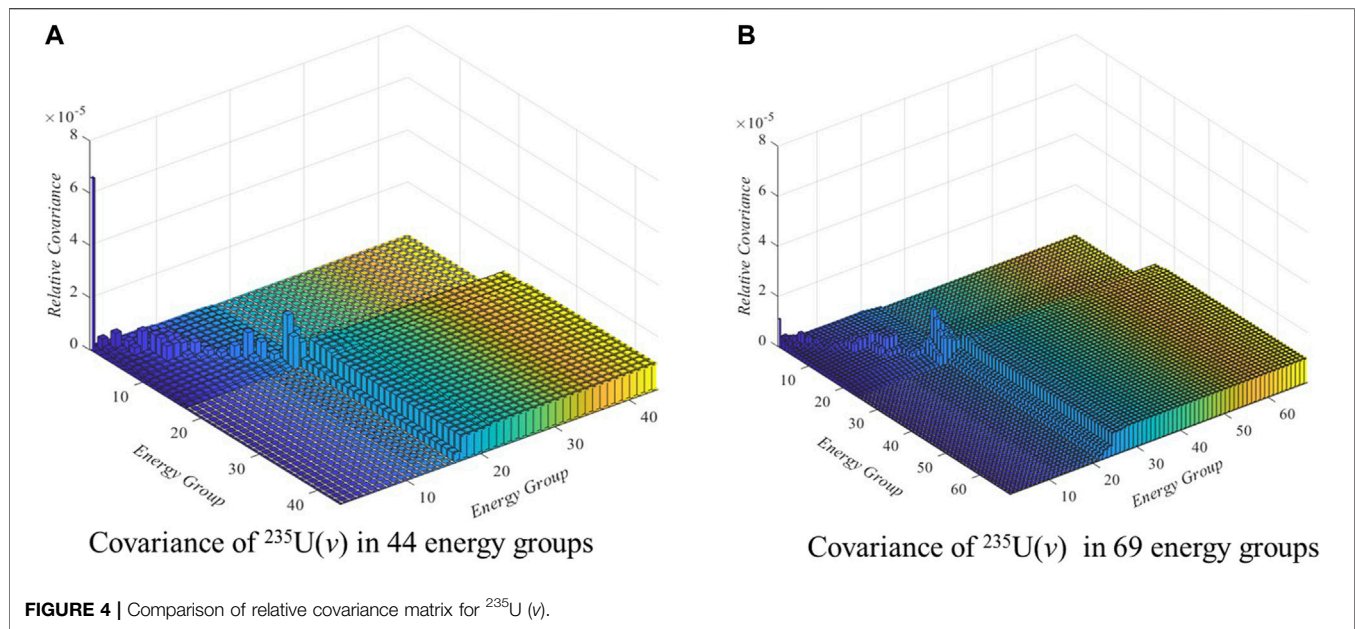 A
×10⁻⁵
8
6
4
2
0
Relative Covariance
10
20
30
40
Energy Group
10
20
30
40
Energy Group
Covariance of ²³⁵U(ν) in 44 energy groups
B
×10⁻⁵
8
6
4
2
0
Relative Covariance
10
20
30
40
50
60
Energy Group
10
20
30
40
50
60
Energy Group
Covariance of ²³⁵U(ν) in 69 energy groups
FIGURE 4 | Comparison of relative covariance matrix for ²³⁵U (ν).